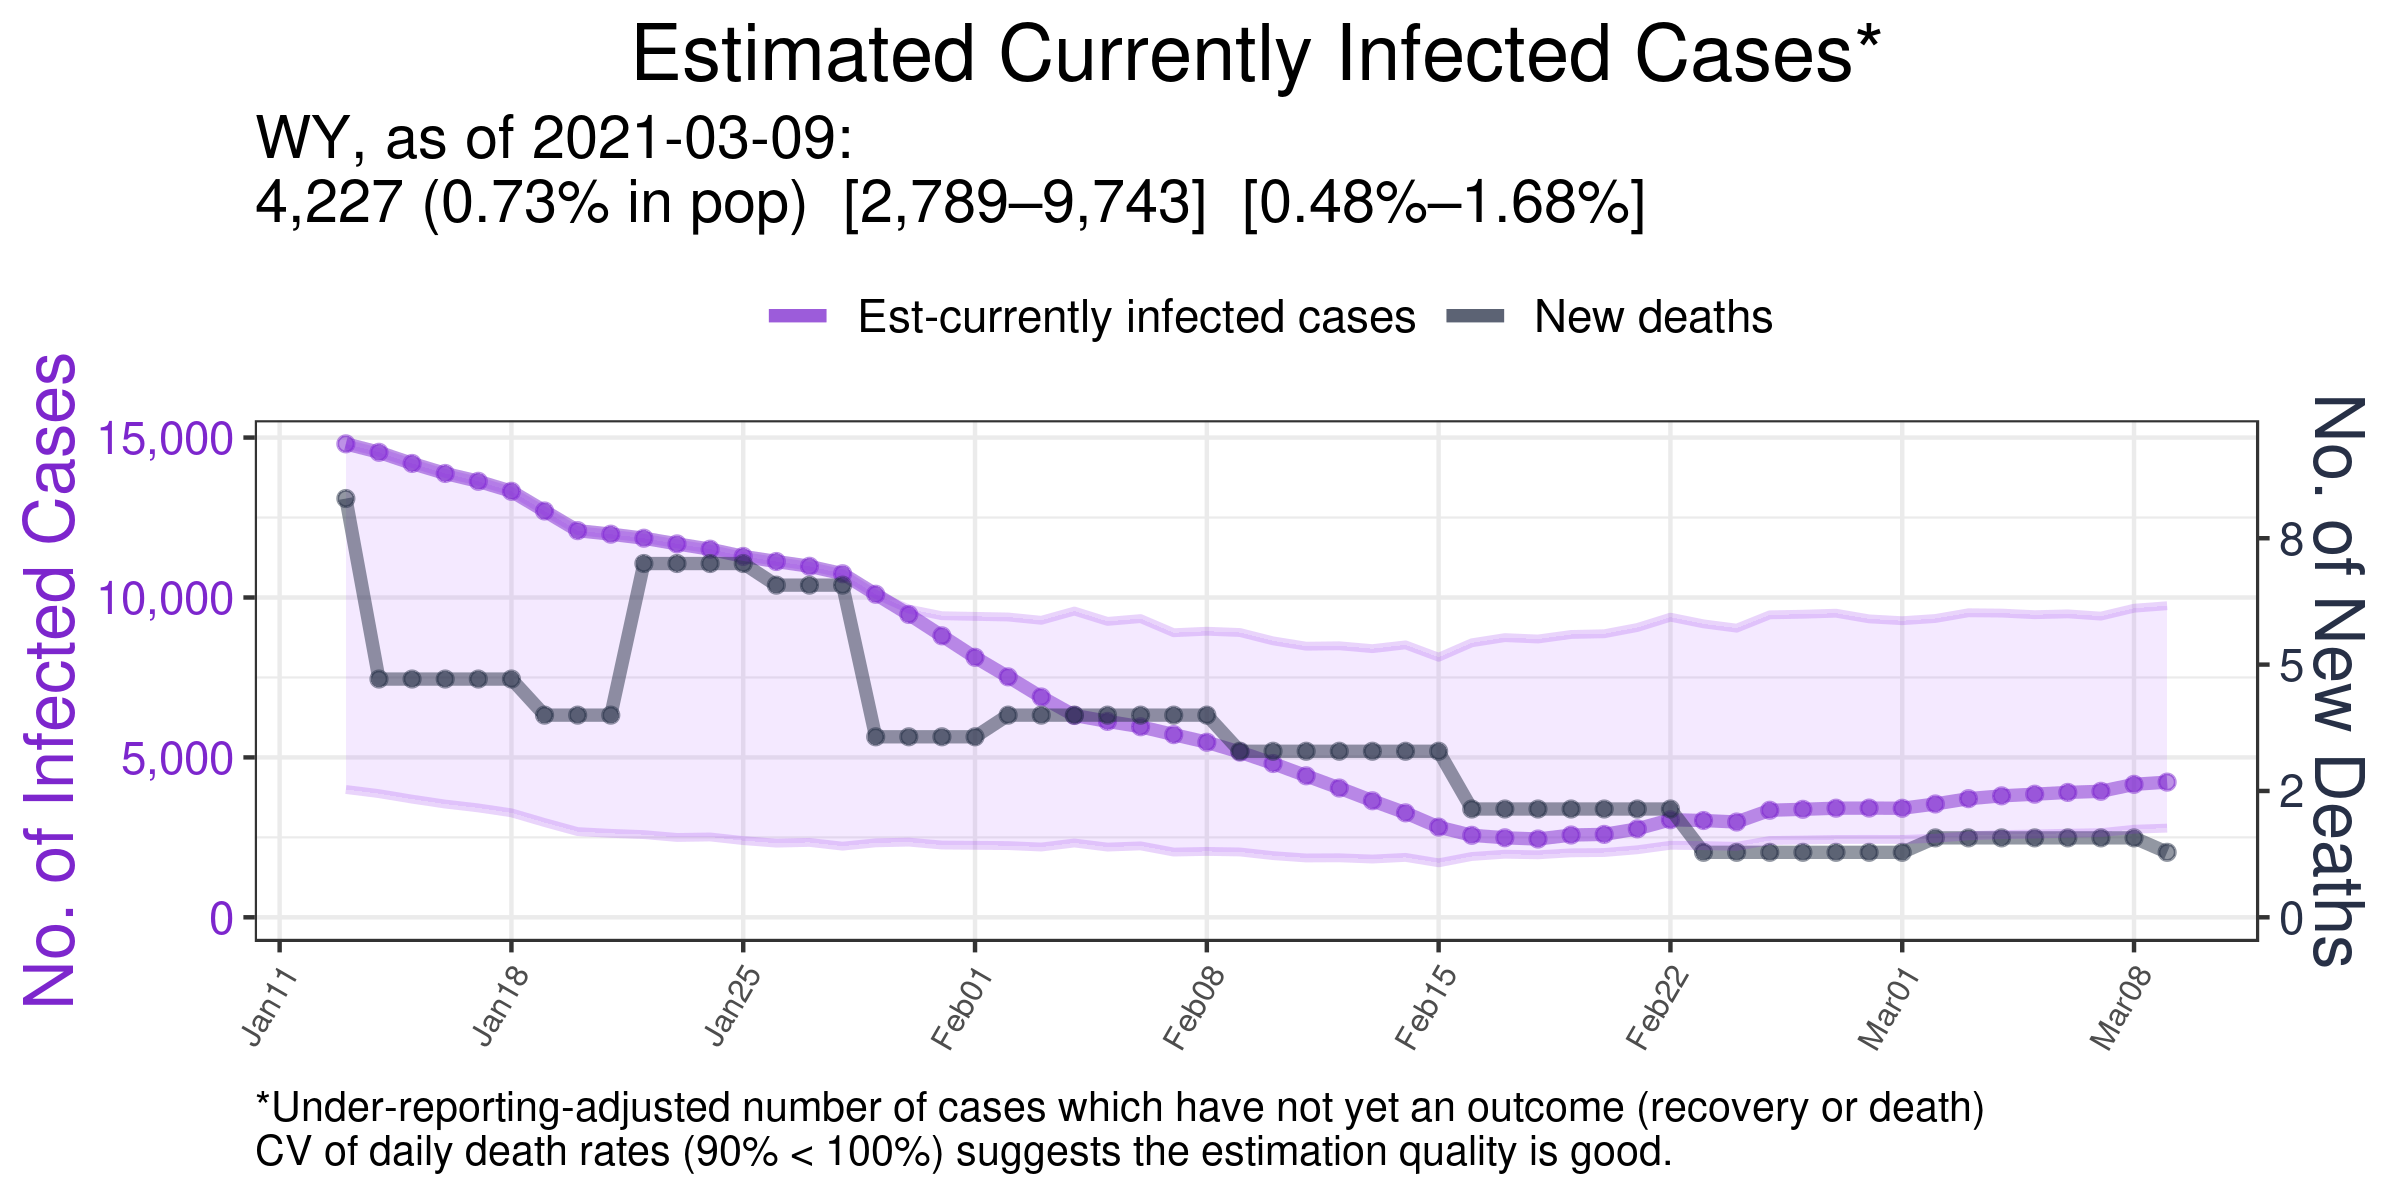 Estimated Currently Infected Cases*
WY, as of 2021-03-09:
4,227 (0.73% in pop)  [2,789–9,743]  [0.48%–1.68%]
Est-currently infected cases
New deaths
No. of Infected Cases
15,000
10,000
5,000
0
No. of New Deaths
8
5
2
0
Jan11
Jan18
Jan25
Feb01
Feb08
Feb15
Feb22
Mar01
Mar08
*Under-reporting-adjusted number of cases which have not yet an outcome (recovery or death)
CV of daily death rates (90% < 100%) suggests the estimation quality is good.